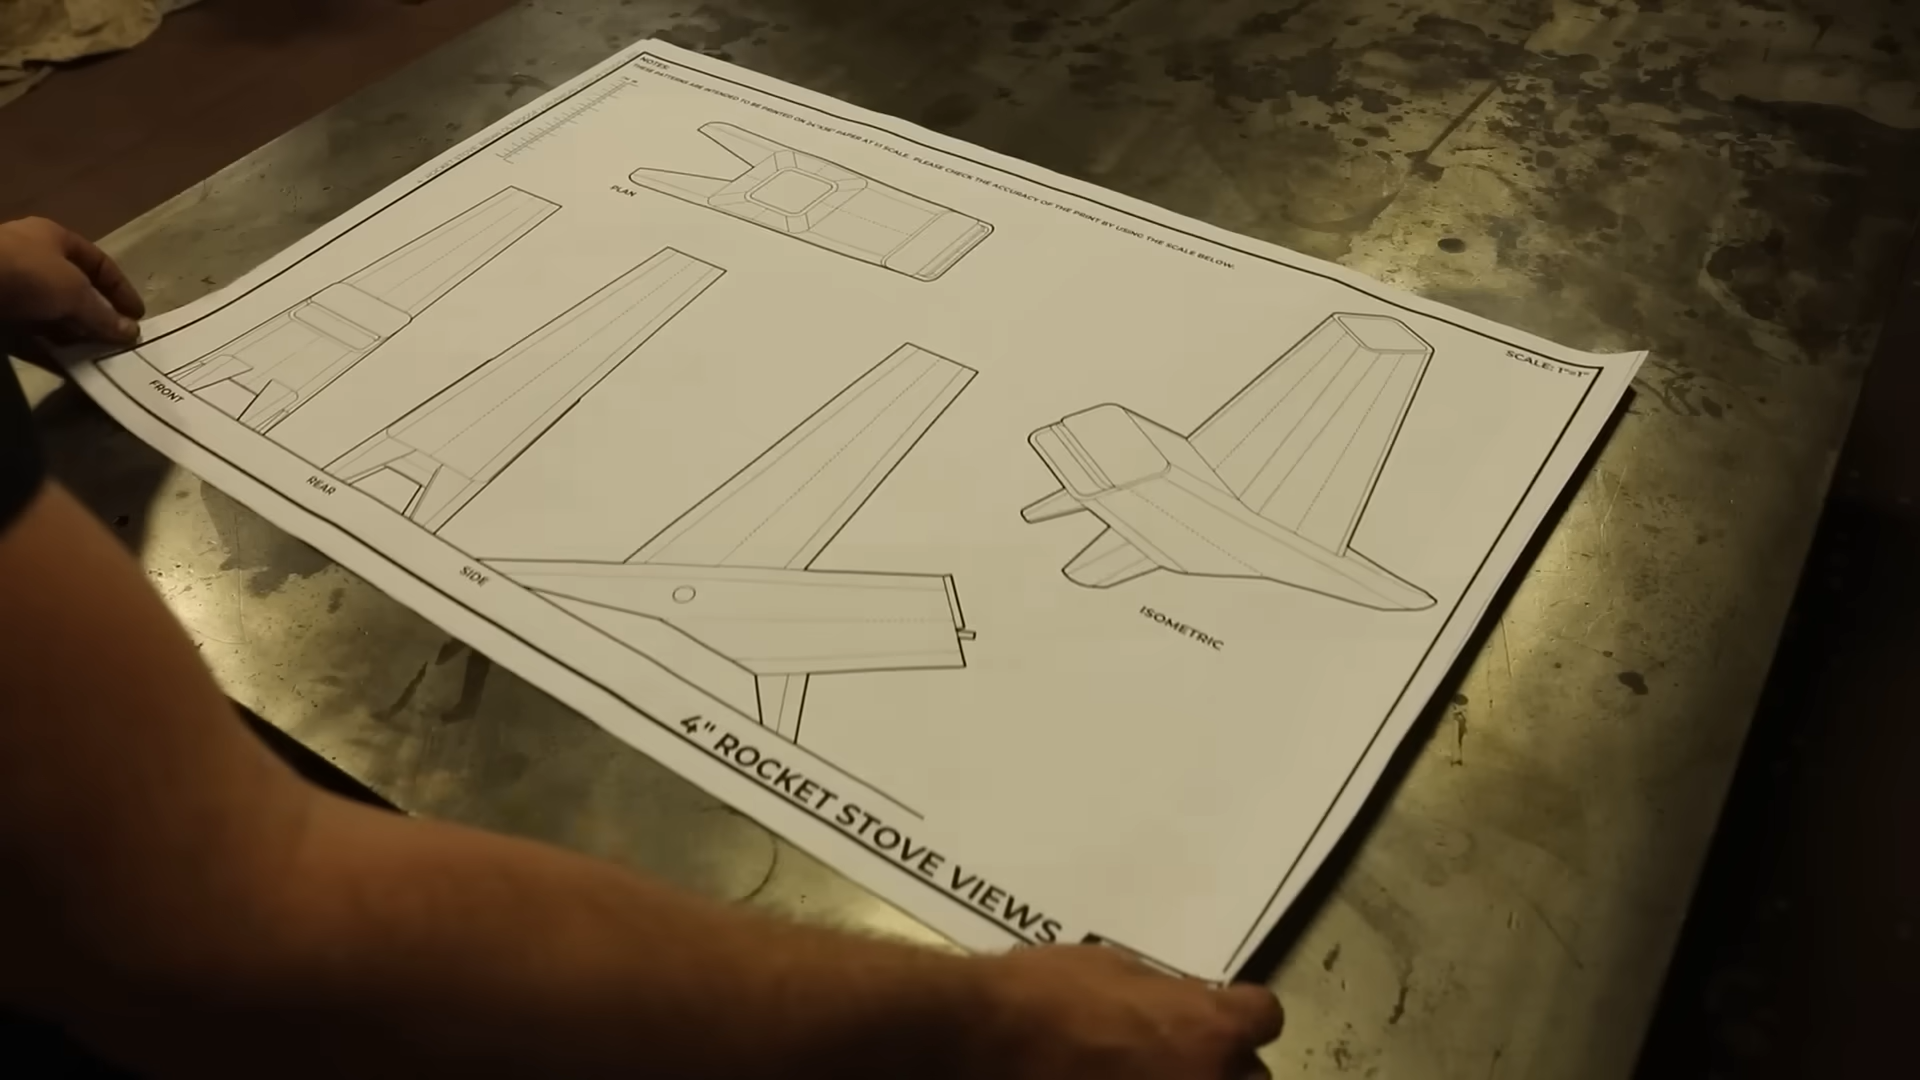 NOTES:
THESE PATTERNS ARE INTENDED TO BE PRINTED ON 24"X36" PAPER AT 1:1 SCALE. PLEASE CHECK THE ACCURACY OF THE PRINT BY USING THE SCALE BELOW.
PLAN
SCALE: 1"=1"
FRONT
REAR
SIDE
ISOMETRIC
4" ROCKET STOVE VIEWS